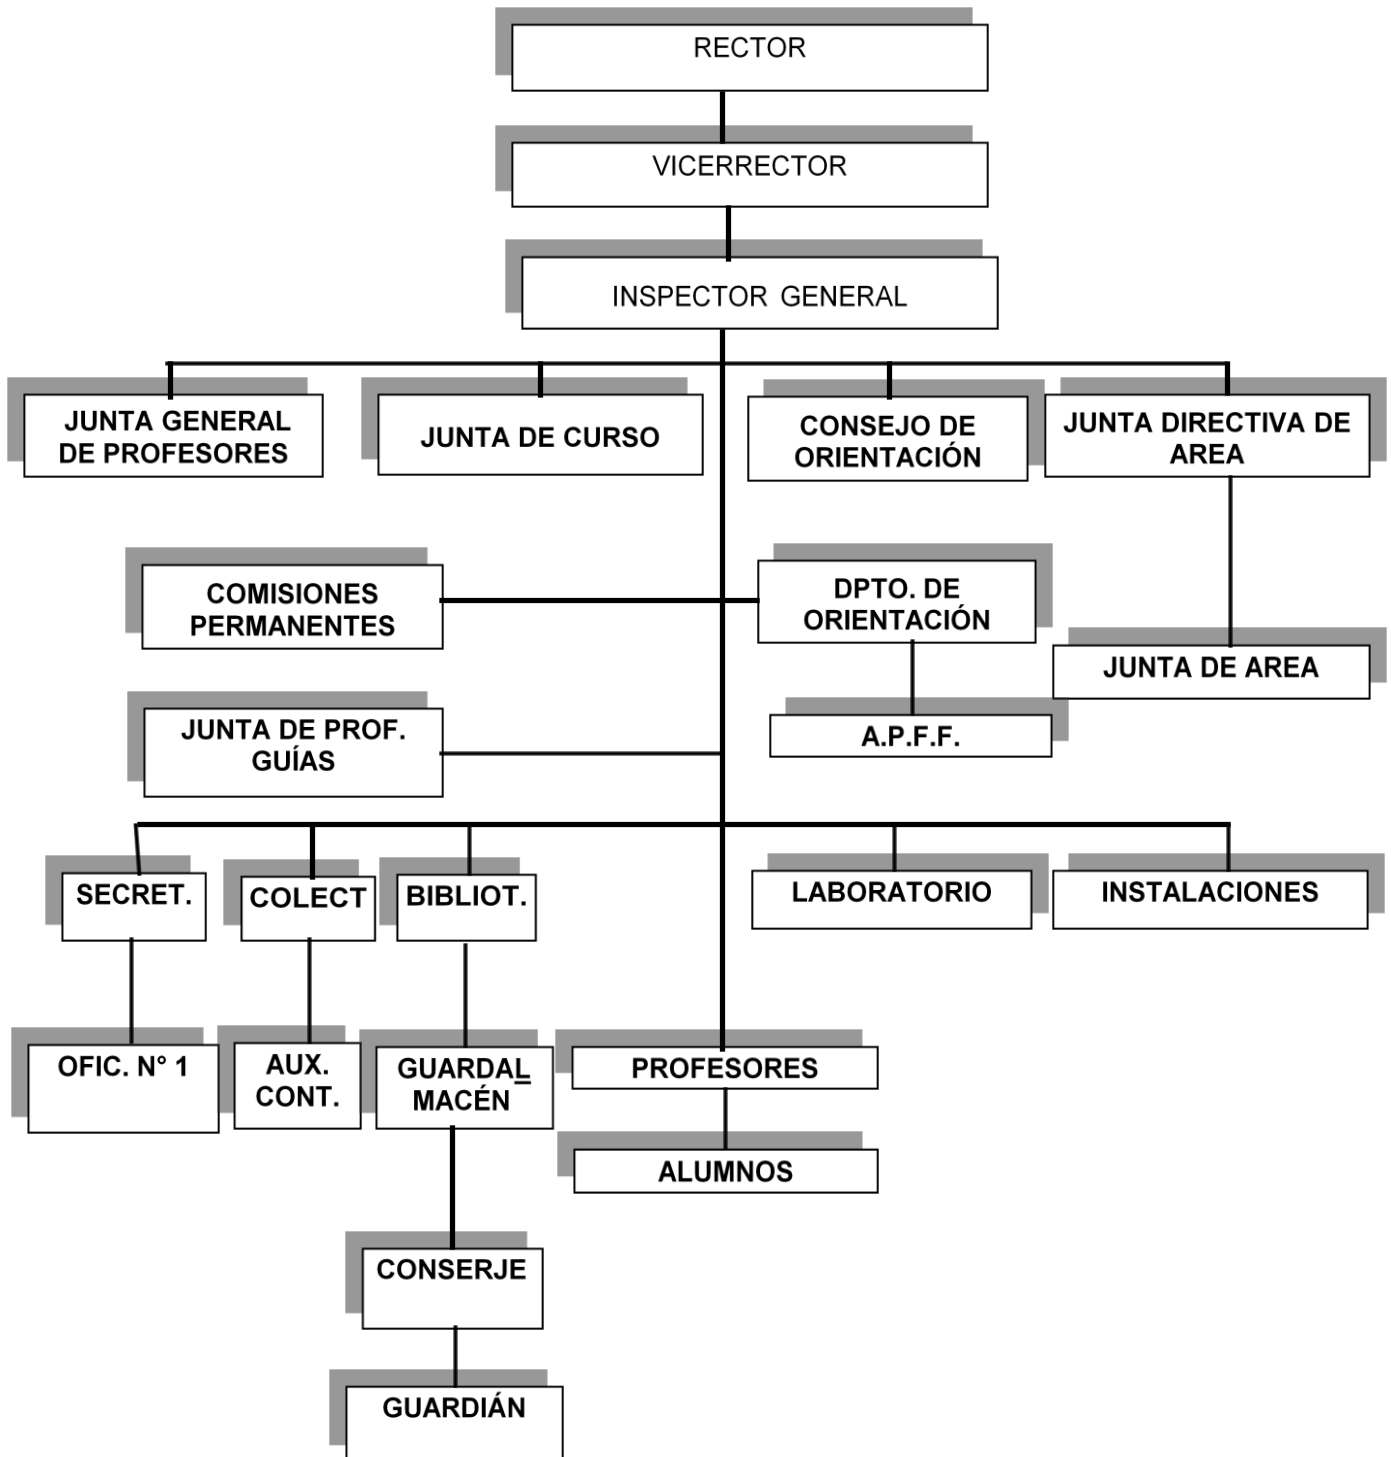 RECTOR
VICERRECTOR
INSPECTOR GENERAL
JUNTA GENERAL
DE PROFESORES
JUNTA DE CURSO
CONSEJO DE
ORIENTACIÓN
JUNTA DIRECTIVA DE
AREA
COMISIONES
PERMANENTES
DPTO. DE
ORIENTACIÓN
JUNTA DE AREA
JUNTA DE PROF.
GUÍAS
A.P.F.F.
SECRET.
COLECT
BIBLIOT.
LABORATORIO
INSTALACIONES
OFIC. N° 1
AUX.
CONT.
GUARDAL
MACÉN
PROFESORES
ALUMNOS
CONSERJE
GUARDIÁN